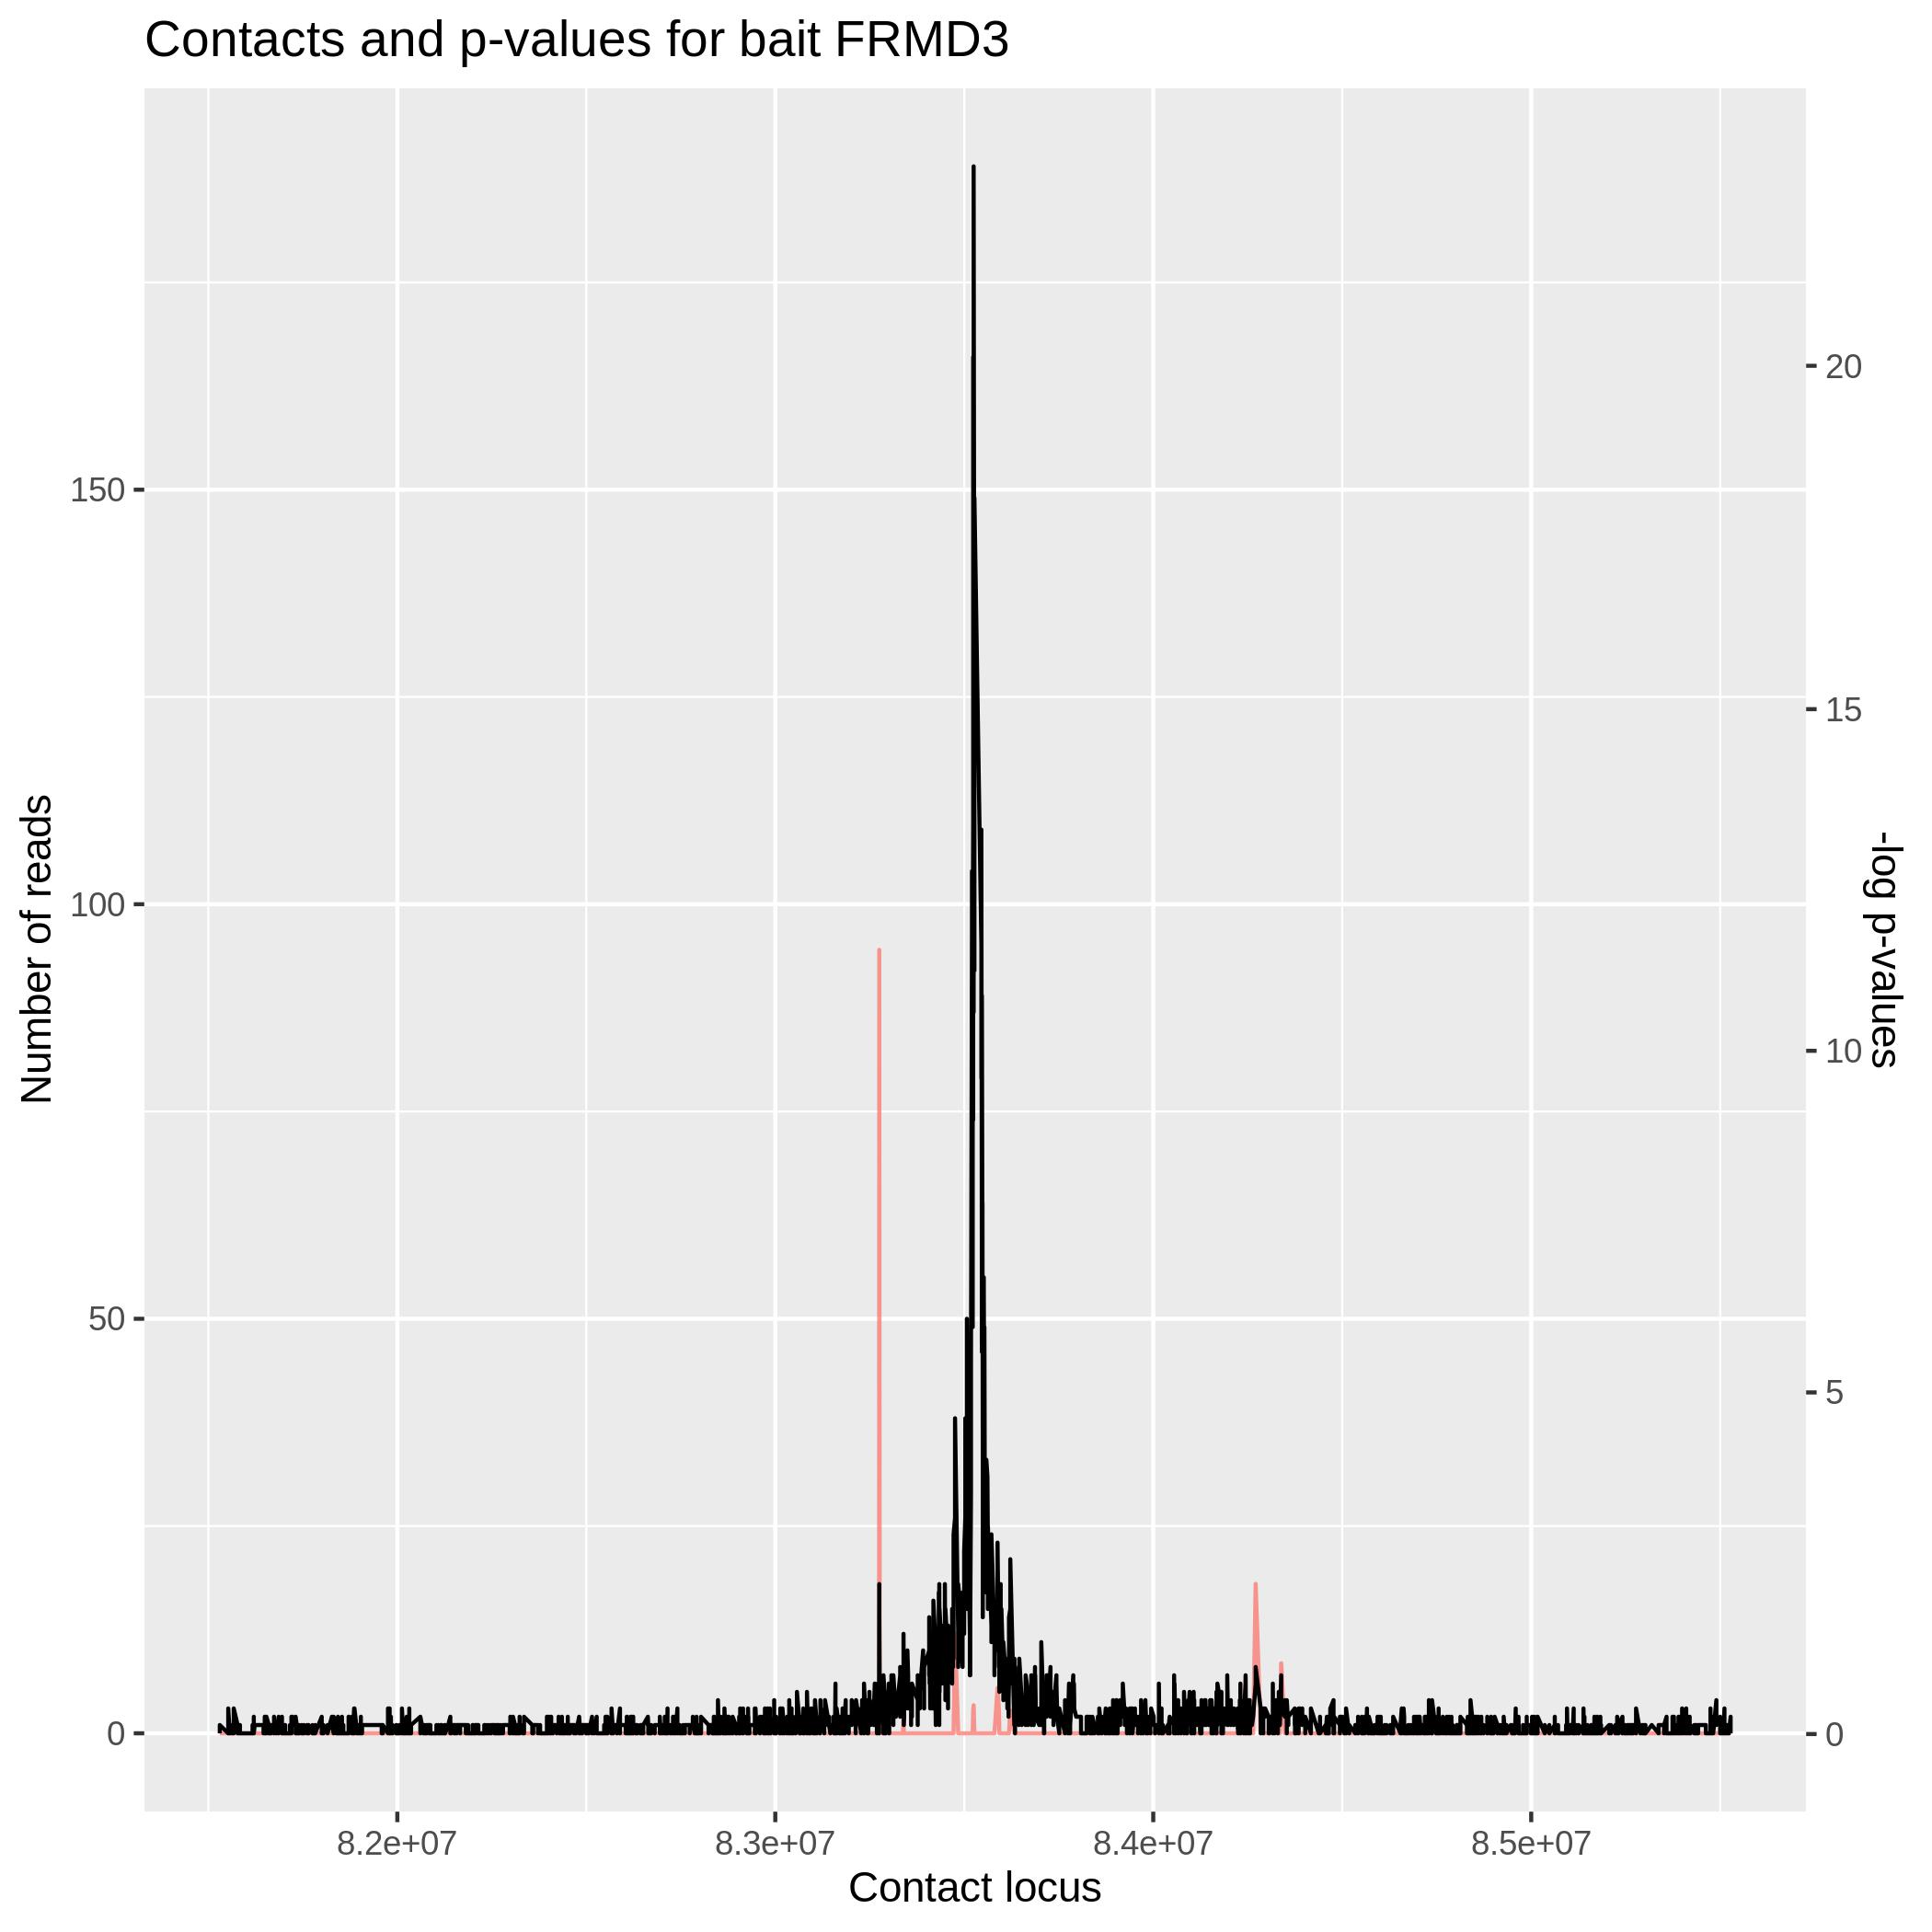 Contacts and p-values for bait FRMD3
Number of reads
150
100
50
0
20
15
10
5
0
-log p-values
8.2e+07 8.3e+07 8.4e+07 8.5e+07
Contact locus